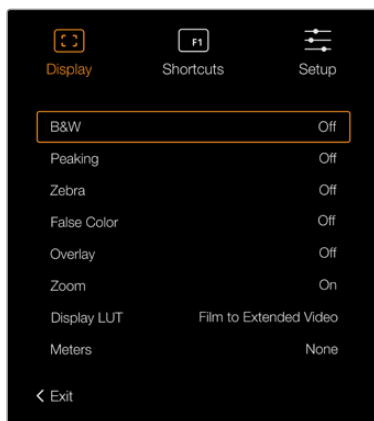 F1
Display Shortcuts Setup
B&W Off
Peaking Off
Zebra Off
False Color Off
Overlay Off
Zoom On
Display LUT Film to Extended Video
Meters None
Exit